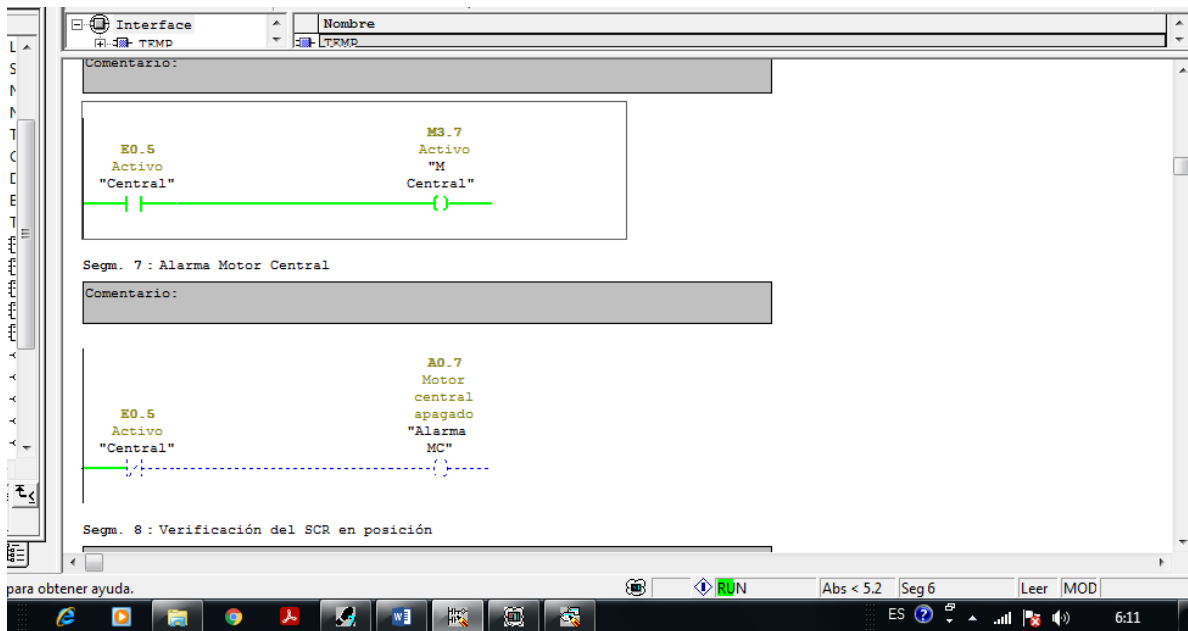 Interface
Nombre
TEMP
TEMP
L
S
N
N
T
C
D
E
T
Comentario:
E0.5
Activo
"Central"
M3.7
Activo
"M
Central"
Segm. 7 : Alarma Motor Central
Comentario:
E0.5
Activo
"Central"
A0.7
Motor
central
apagado
"Alarma
MC"
Segm. 8 : Verificación del SCR en posición
para obtener ayuda.
RUN
Abs < 5.2
Seg 6
Leer
MOD
ES
6:11